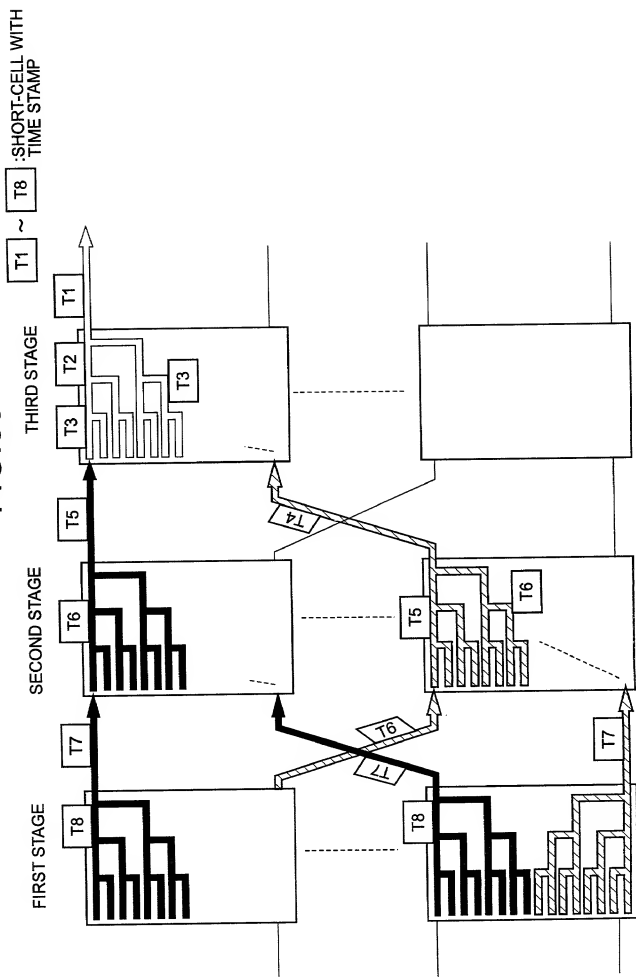 T1 ~ T8 :SHORT-CELL WITH
TIME STAMP
FIRST STAGE
SECOND STAGE
THIRD STAGE
T8
T7
T6
T5
T3
T2
T1
T3
T7
T6
T4
T8
T7
T5
T6